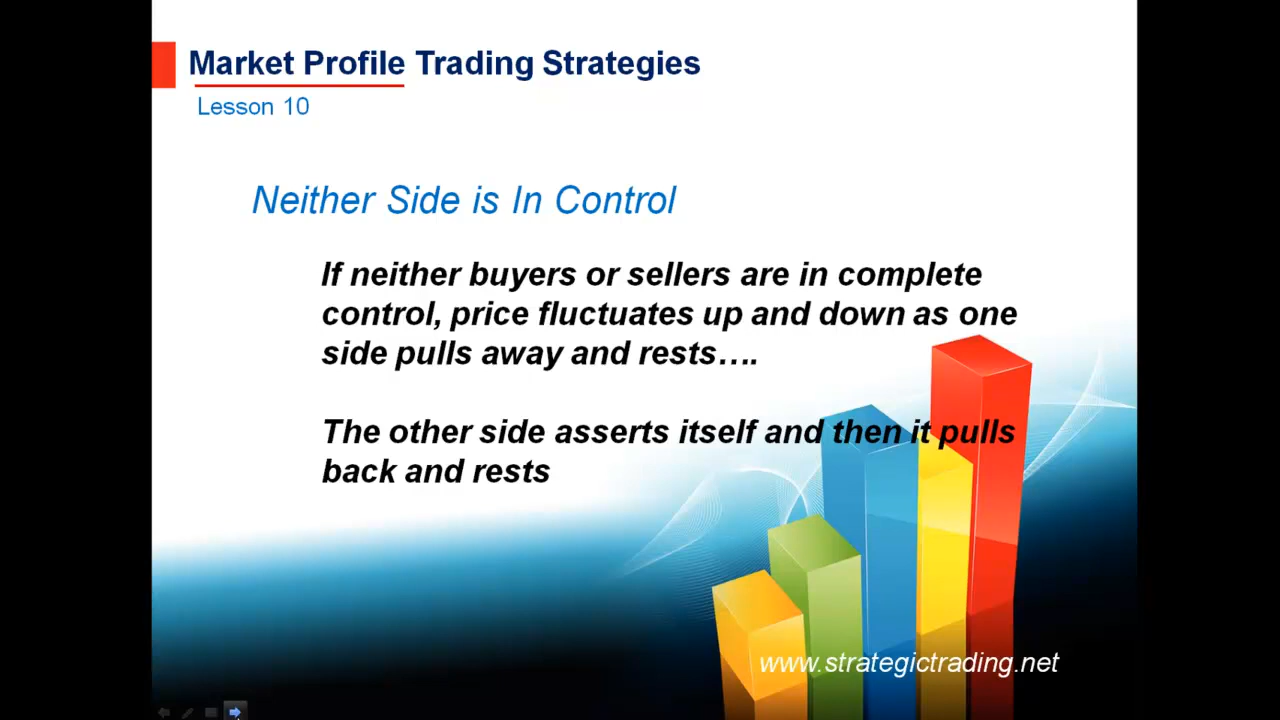 Market Profile Trading Strategies
Lesson 10
Neither Side is In Control
If neither buyers or sellers are in complete
control, price fluctuates up and down as one
side pulls away and rests….
The other side asserts itself and then it pulls
back and rests
www.strategictrading.net